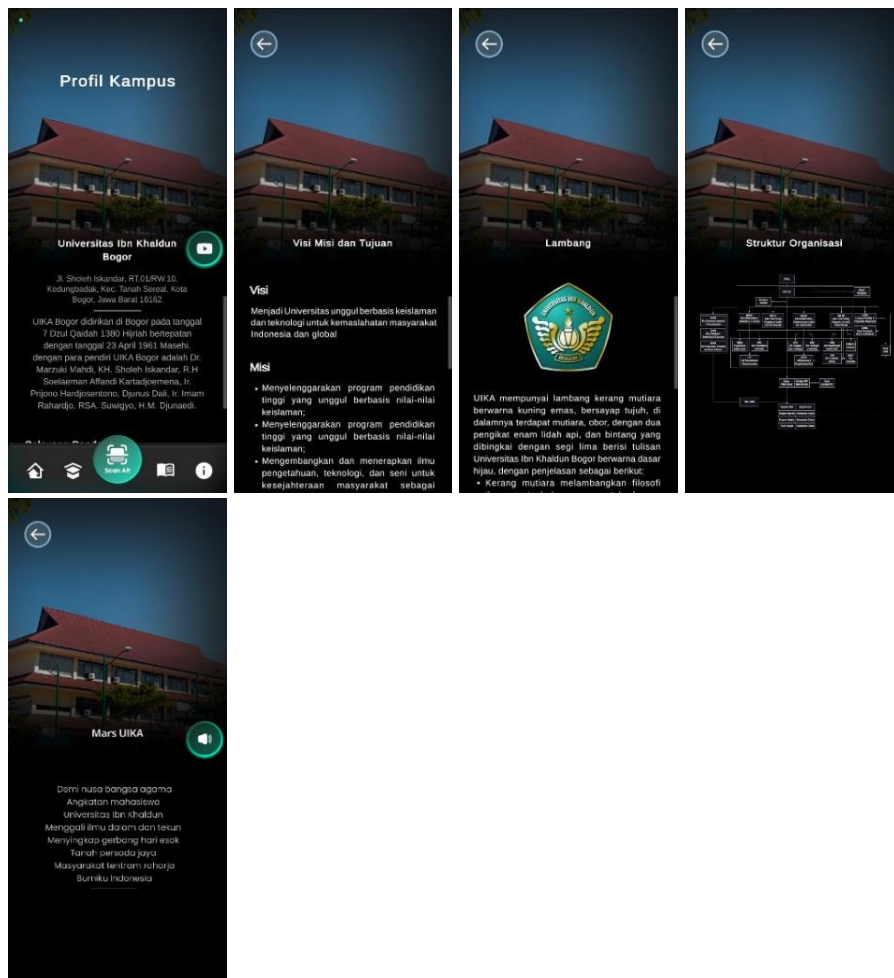 Profil Kampus
Universitas Ibn Khaldun
Bogor
Jl. Sholeh Iskandar, RT.01/RW.10,
Kedungbadak, Kec. Tanah Sereal, Kota
Bogor, Jawa Barat 16162
UIKA Bogor didirikan di Bogor pada tanggal
7 Dzul Qaidah 1380 Hijriah bertepatan
dengan tanggal 23 April 1961 Masehi.
dengan para pendiri UIKA Bogor adalah Dr.
Marzuki Mahdi, KH. Sholeh Iskandar, R.H
Soelaeman Affandi Kartadjoemena, Ir.
Prijono Hardjosentono, Djunus Dali, Ir. Imam
Rahardjo, RSA. Suwigyo, H.M. Djunaedi.
Scan AR
Visi Misi dan Tujuan
Visi
Menjadi Universitas unggul berbasis keislaman
dan teknologi untuk kemaslahatan masyarakat
Indonesia dan global
Misi
• Menyelenggarakan program pendidikan
tinggi yang unggul berbasis nilai-nilai
keislaman;
• Menyelenggarakan program pendidikan
tinggi yang unggul berbasis nilai-nilai
keislaman;
• Mengembangkan dan menerapkan ilmu
pengetahuan, teknologi, dan seni untuk
kesejahteraan masyarakat sebagai
Lambang
UNIVERSITAS IBN KHALDUN
BOGOR
UIKA mempunyai lambang kerang mutiara
berwarna kuning emas, bersayap tujuh, di
dalamnya terdapat mutiara, obor, dengan dua
pengikat enam lidah api, dan bintang yang
dibingkai dengan segi lima berisi tulisan
Universitas Ibn Khaldun Bogor berwarna dasar
hijau, dengan penjelasan sebagai berikut:
• Kerang mutiara melambangkan filosofi
Struktur Organisasi
Mars UIKA
Demi nusa bangsa agama
Angkatan mahasiswa
Universitas Ibn Khaldun
Menggali ilmu dalam dan tekun
Menyingkap gerbang hari esok
Tanah persada jaya
Masyarakat tentram raharja
Bumiku Indonesia